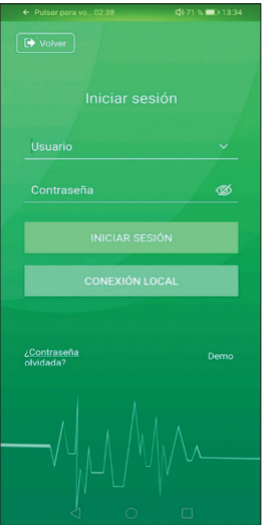 ← Pulsar para vo... 02:38 71 % 13:34
Volver
Iniciar sesión
Usuario
Contraseña
INICIAR SESIÓN
CONEXIÓN LOCAL
¿Contraseña
olvidada?
Demo